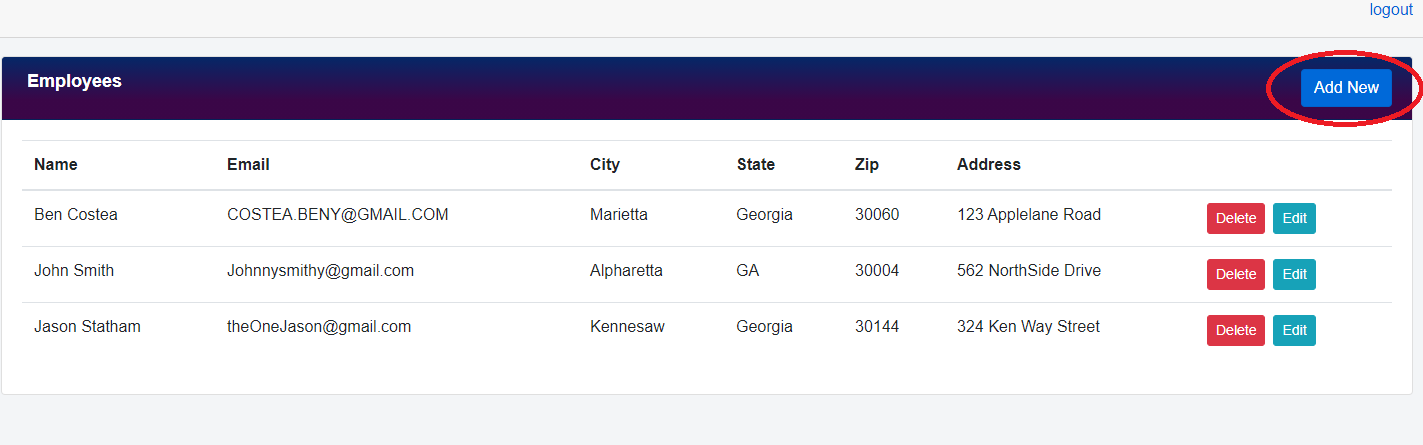 logout
Employees Add New
Name Email City State Zip Address
Ben Costea COSTEA.BENY@GMAIL.COM Marietta Georgia 30060 123 Applelane Road Delete Edit
John Smith Johnnysmithy@gmail.com Alpharetta GA 30004 562 NorthSide Drive Delete Edit
Jason Statham theOneJason@gmail.com Kennesaw Georgia 30144 324 Ken Way Street Delete Edit